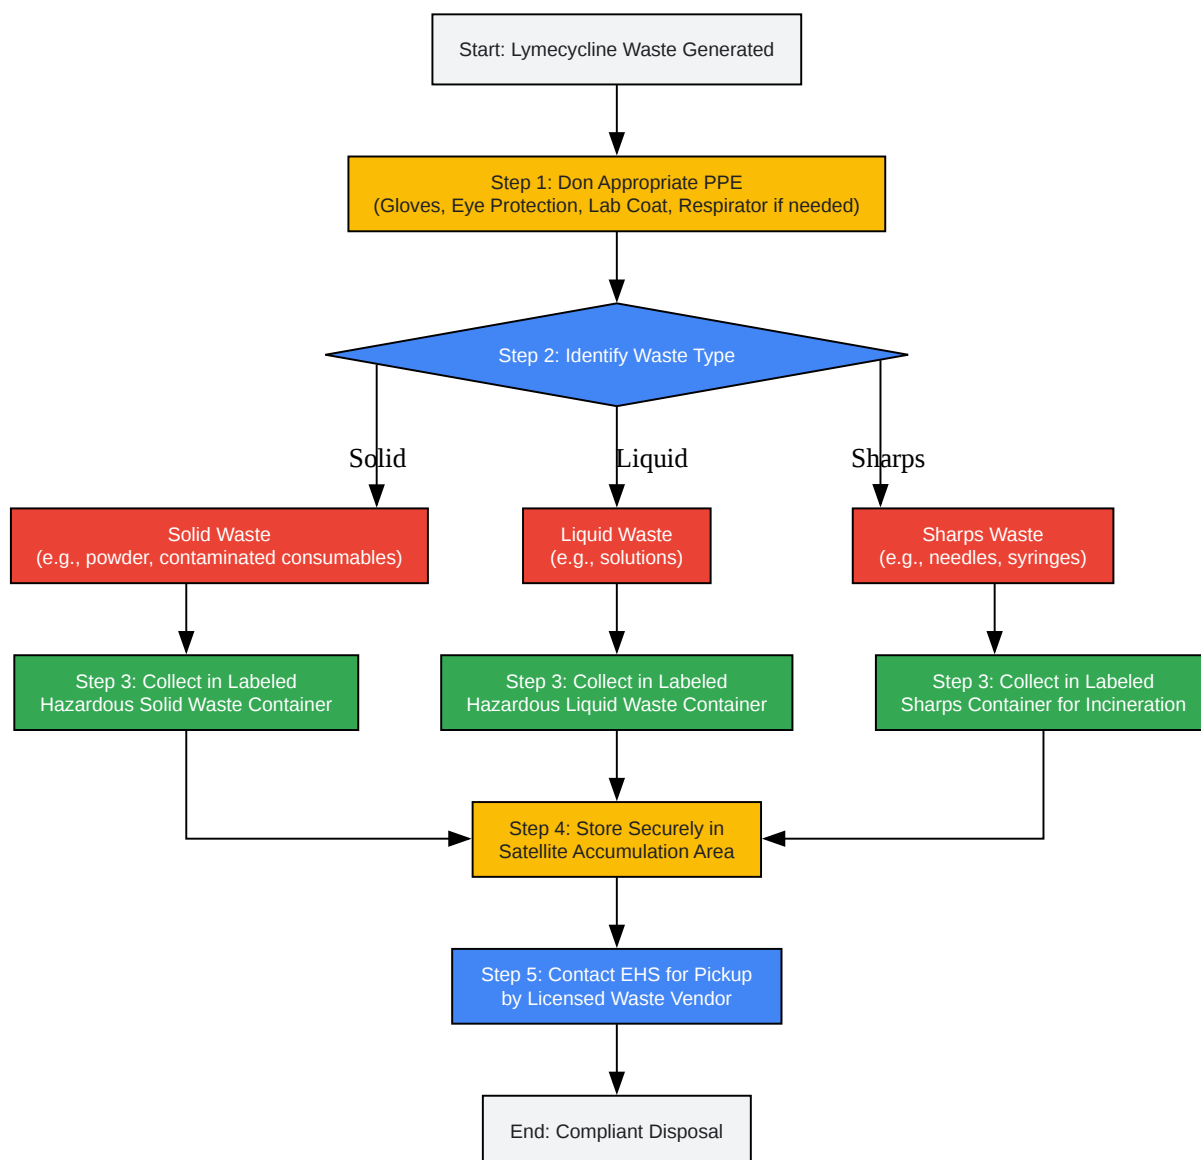 Start: Lymecycline Waste Generated
Step 1: Don Appropriate PPE
(Gloves, Eye Protection, Lab Coat, Respirator if needed)
Step 2: Identify Waste Type
Solid
Liquid
Sharps
Solid Waste
(e.g., powder, contaminated consumables)
Liquid Waste
(e.g., solutions)
Sharps Waste
(e.g., needles, syringes)
Step 3: Collect in Labeled
Hazardous Solid Waste Container
Step 3: Collect in Labeled
Hazardous Liquid Waste Container
Step 3: Collect in Labeled
Sharps Container for Incineration
Step 4: Store Securely in
Satellite Accumulation Area
Step 5: Contact EHS for Pickup
by Licensed Waste Vendor
End: Compliant Disposal